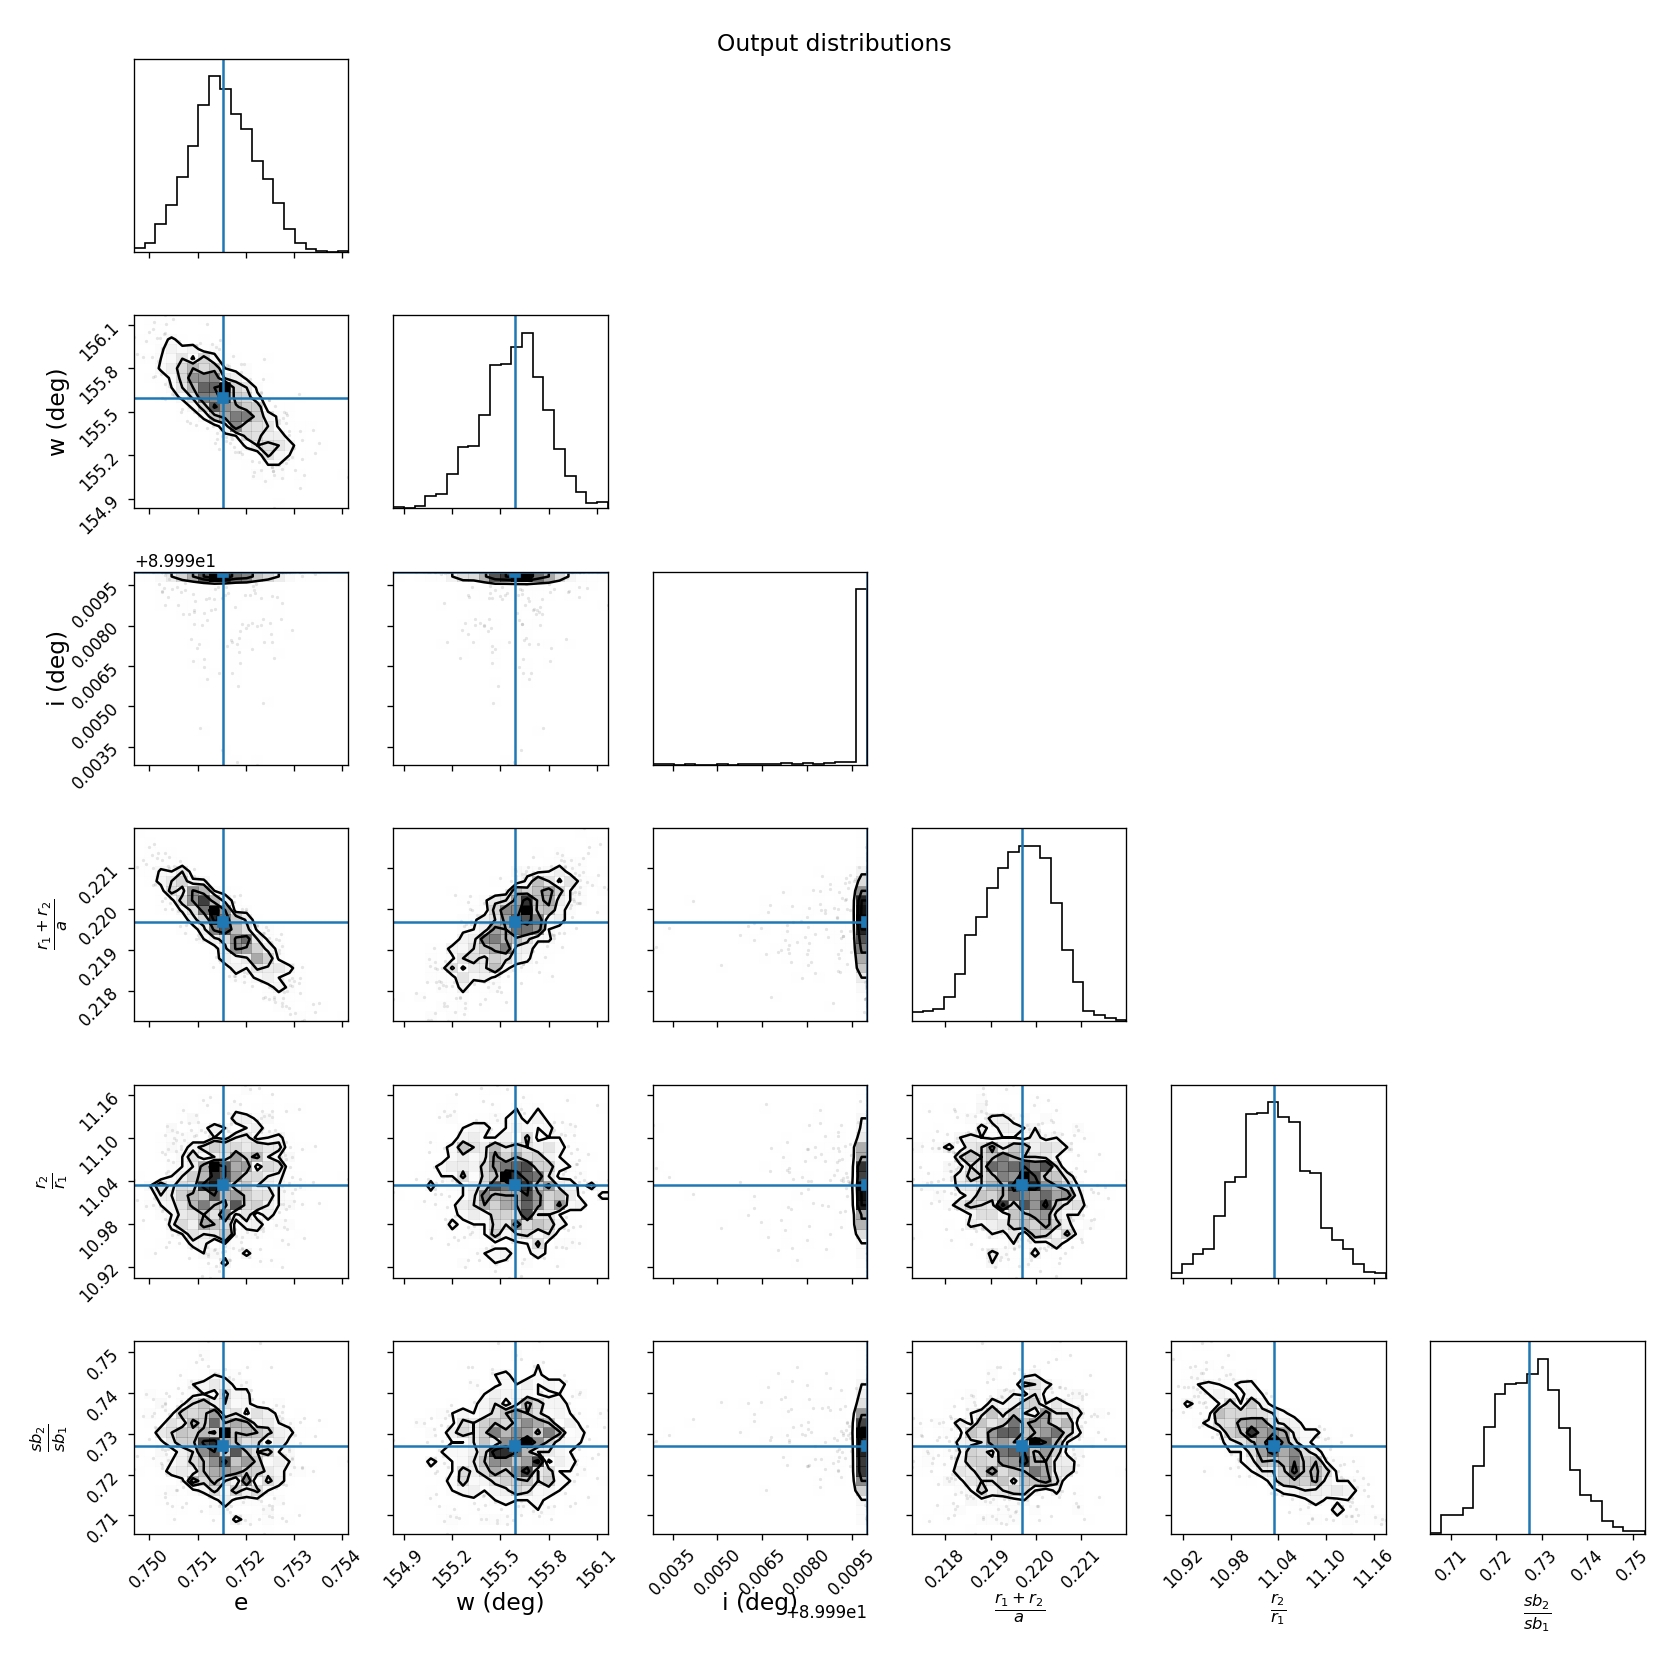 Output distributions
w (deg)
156.1
155.8
155.5
155.2
154.9
+8.999e1
i (deg)
0.0095
0.0080
0.0065
0.0050
0.0035
r1 + r2
a
0.221
0.220
0.219
0.218
r2
r1
11.16
11.10
11.04
10.98
10.92
sb2
sb1
0.75
0.74
0.73
0.72
0.71
0.750 0.751 0.752 0.753 0.754 154.9 155.2 155.5 155.8 156.1 0.0035 0.0050 0.0065 0.0080 0.0095 0.218 0.219 0.220 0.221 10.92 10.98 11.04 11.10 11.16 0.71 0.72 0.73 0.74 0.75
e w (deg) i (deg) +8.999e1
r1 + r2
a
r2
r1
sb2
sb1